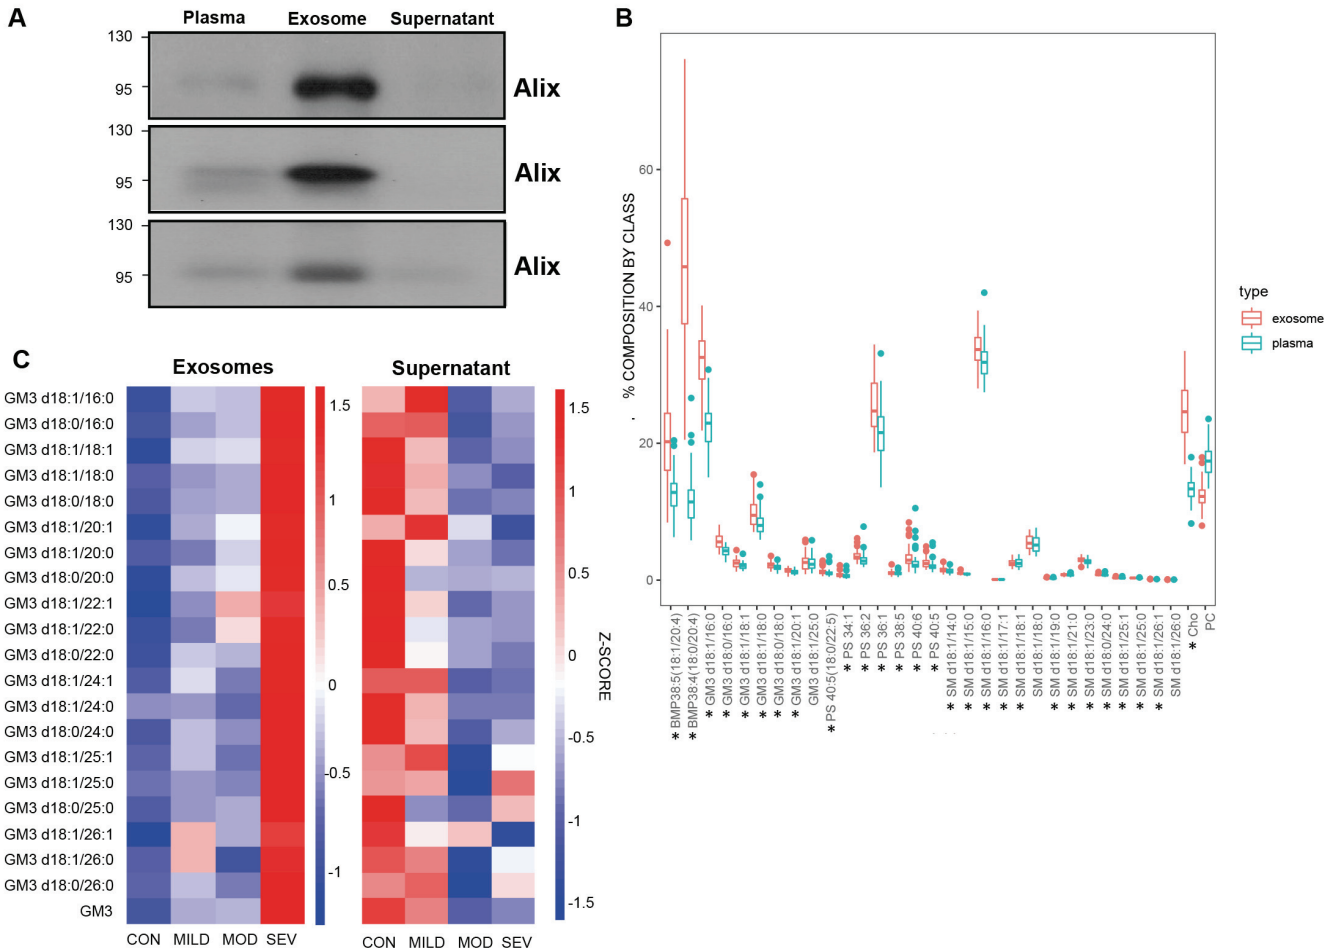 A
Plasma Exosome Supernatant
130
95
Alix
130
95
Alix
130
95
Alix
B
% COMPOSITION BY CLASS
60
40
20
0
* BMP38:5(18:1/20:4)
* BMP38:4(18:0/20:4)
* GM3 d18:1/16:0
* GM3 d18:0/16:0
* GM3 d18:1/18:1
* GM3 d18:1/18:0
* GM3 d18:0/18:0
* GM3 d18:1/20:1
GM3 d18:1/25:0
* PS 40:5(18:0/22:5)
* PS 34:1
* PS 36:2
* PS 36:1
* PS 38:5
* PS 40:6
* PS 40:5
* SM d18:1/14:0
* SM d18:1/15:0
* SM d18:1/16:0
* SM d18:1/17:1
* SM d18:1/18:1
SM d18:1/18:0
* SM d18:1/19:0
* SM d18:1/21:0
* SM d18:1/23:0
* SM d18:0/24:0
* SM d18:1/25:1
* SM d18:1/25:0
* SM d18:1/26:1
SM d18:1/26:0
* Cho
PC
type
exosome
plasma
C
Exosomes
Supernatant
GM3 d18:1/16:0
GM3 d18:0/16:0
GM3 d18:1/18:1
GM3 d18:1/18:0
GM3 d18:0/18:0
GM3 d18:1/20:1
GM3 d18:1/20:0
GM3 d18:0/20:0
GM3 d18:1/22:1
GM3 d18:1/22:0
GM3 d18:0/22:0
GM3 d18:1/24:1
GM3 d18:1/24:0
GM3 d18:0/24:0
GM3 d18:1/25:1
GM3 d18:1/25:0
GM3 d18:0/25:0
GM3 d18:1/26:1
GM3 d18:1/26:0
GM3 d18:0/26:0
GM3
CON MILD MOD SEV
1.5
1
0.5
0
-0.5
-1
CON MILD MOD SEV
1.5
1
0.5
0
-0.5
-1
-1.5
Z-SCORE